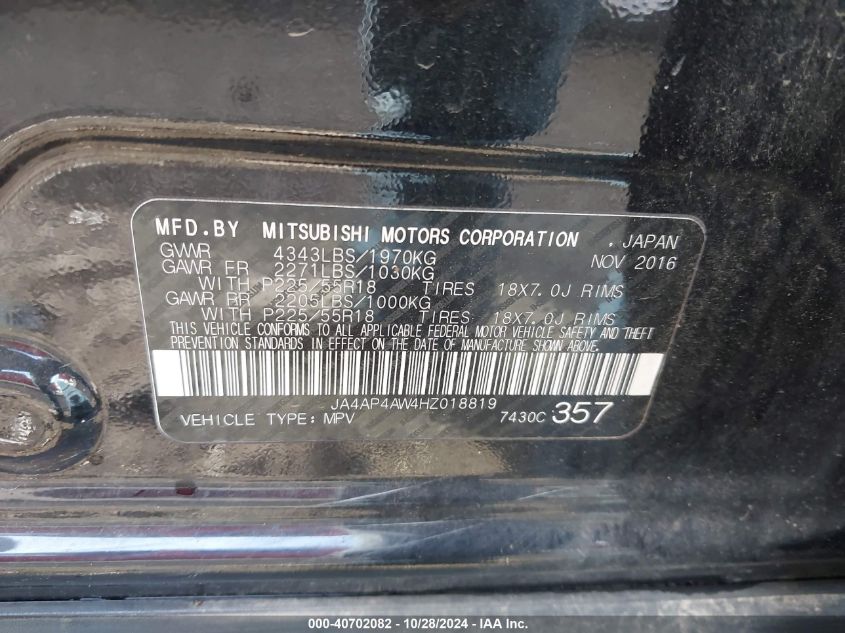 MFD.BY MITSUBISHI MOTORS CORPORATION . JAPAN
GVWR 4343LBS/1970KG NOV 2016
GAWR FR 2271LBS/1030KG
WITH P225/55R18 TIRES 18X7.0J RIMS
GAWR RR 2205LBS/1000KG
WITH P225/55R18 TIRES 18X7.0J RIMS
THIS VEHICLE CONFORMS TO ALL APPLICABLE FEDERAL MOTOR VEHICLE SAFETY AND THEFT
PREVENTION STANDARDS IN EFFECT ON THE DATE OF MANUFACTURE SHOWN ABOVE.
JA4AP4AW4HZ018819
VEHICLE TYPE: MPV 7430C 357
000-40702082 - 10/28/2024 - IAAI.com